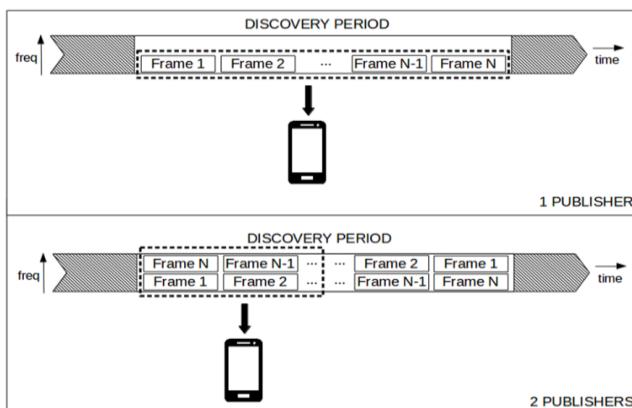 DISCOVERY PERIOD
freq
Frame 1 Frame 2 ... Frame N-1 Frame N
time
1 PUBLISHER
DISCOVERY PERIOD
Frame N Frame N-1 ... ... Frame 2 Frame 1
freq
time
Frame 1 Frame 2 ... ... Frame N-1 Frame N
2 PUBLISHERS